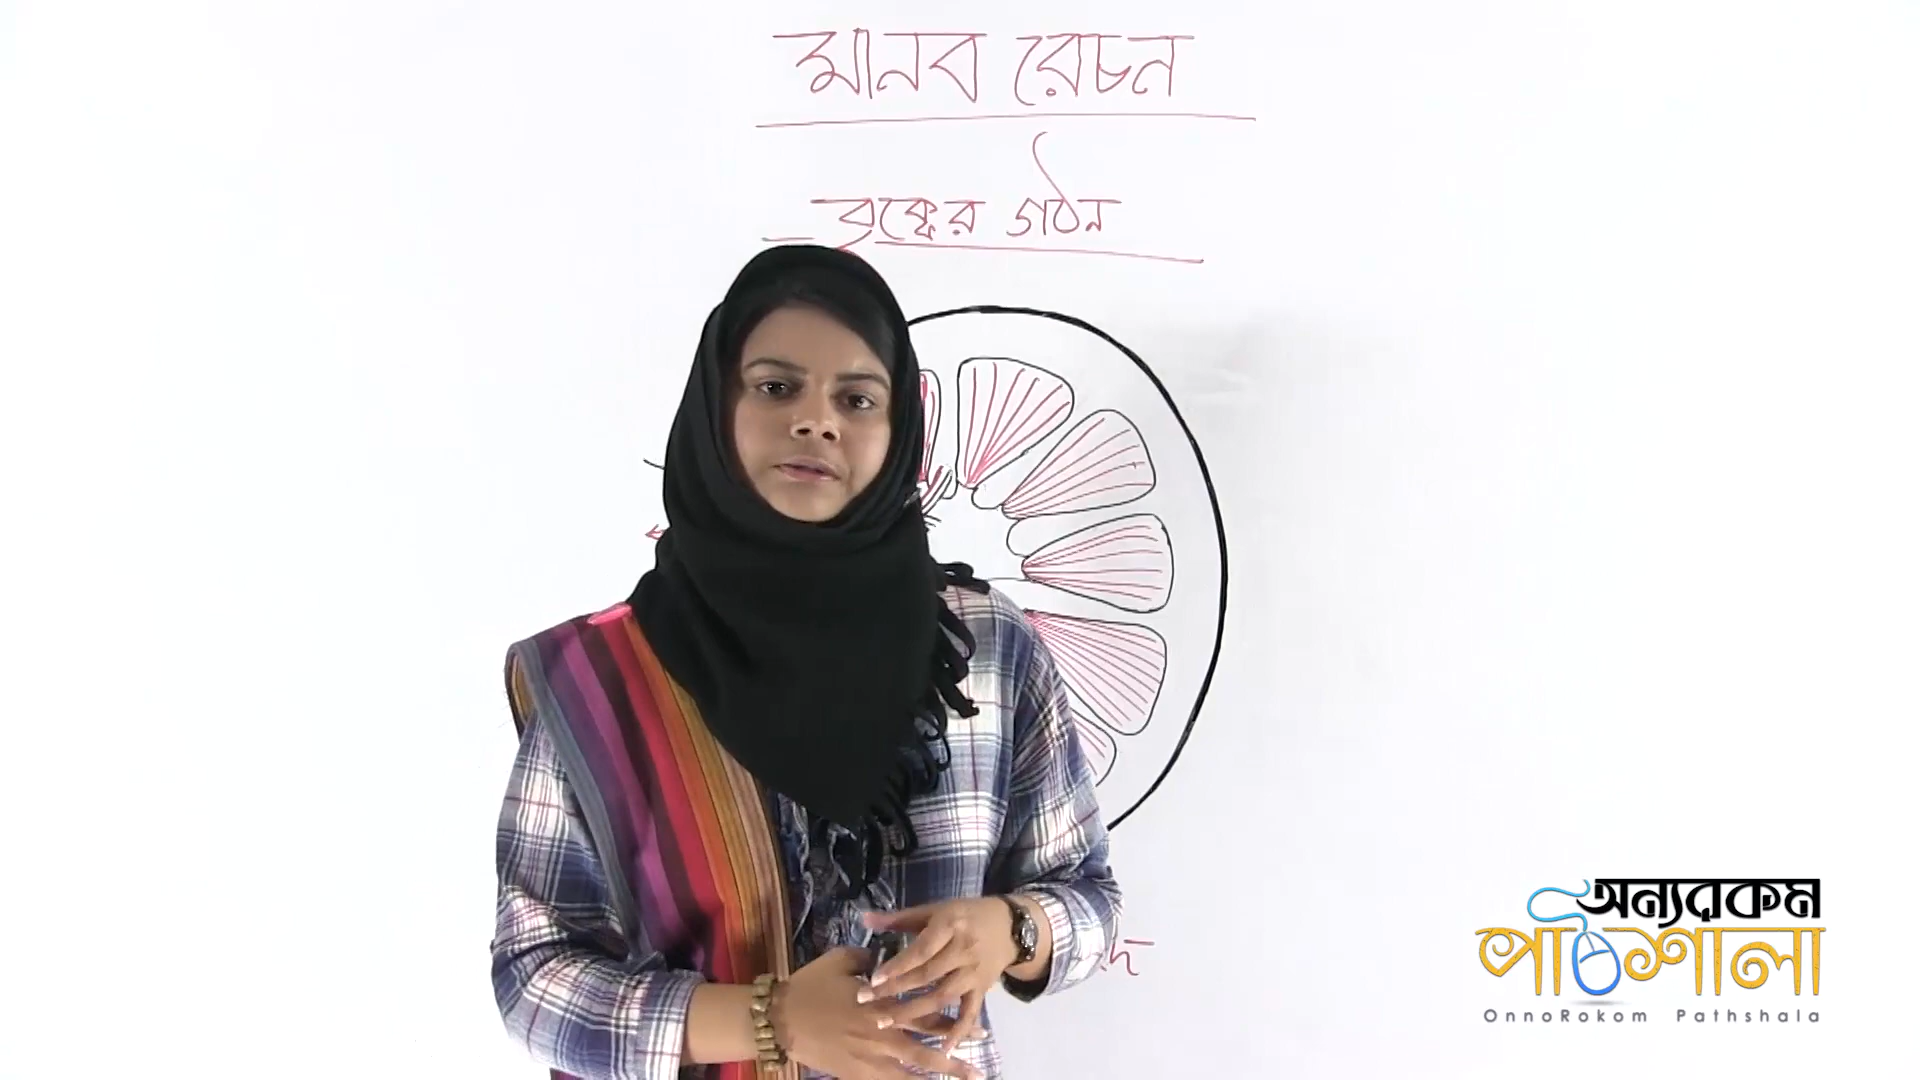 মানব রেচন
বৃক্কের গঠন
অন্যরকম
পাঠশালা
OnnoRokom Pathshala